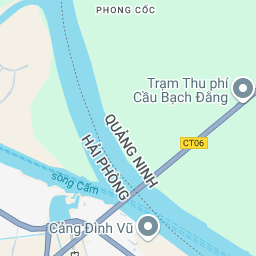 PHONG CỐC
Trạm Thu phí
Cầu Bạch Đằng
QUẢNG NINH
HẢI PHÒNG
CT06
sông Cấm
Cảng Đình Vũ